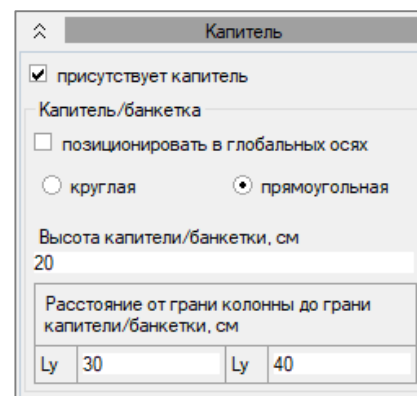 Капитель
присутствует капитель
Капитель/банкетка
позиционировать в глобальных осях
круглая прямоугольная
Высота капители/банкетки, см
20
Расстояние от грани колонны до грани
капители/банкетки, см
Ly 30 Ly 40